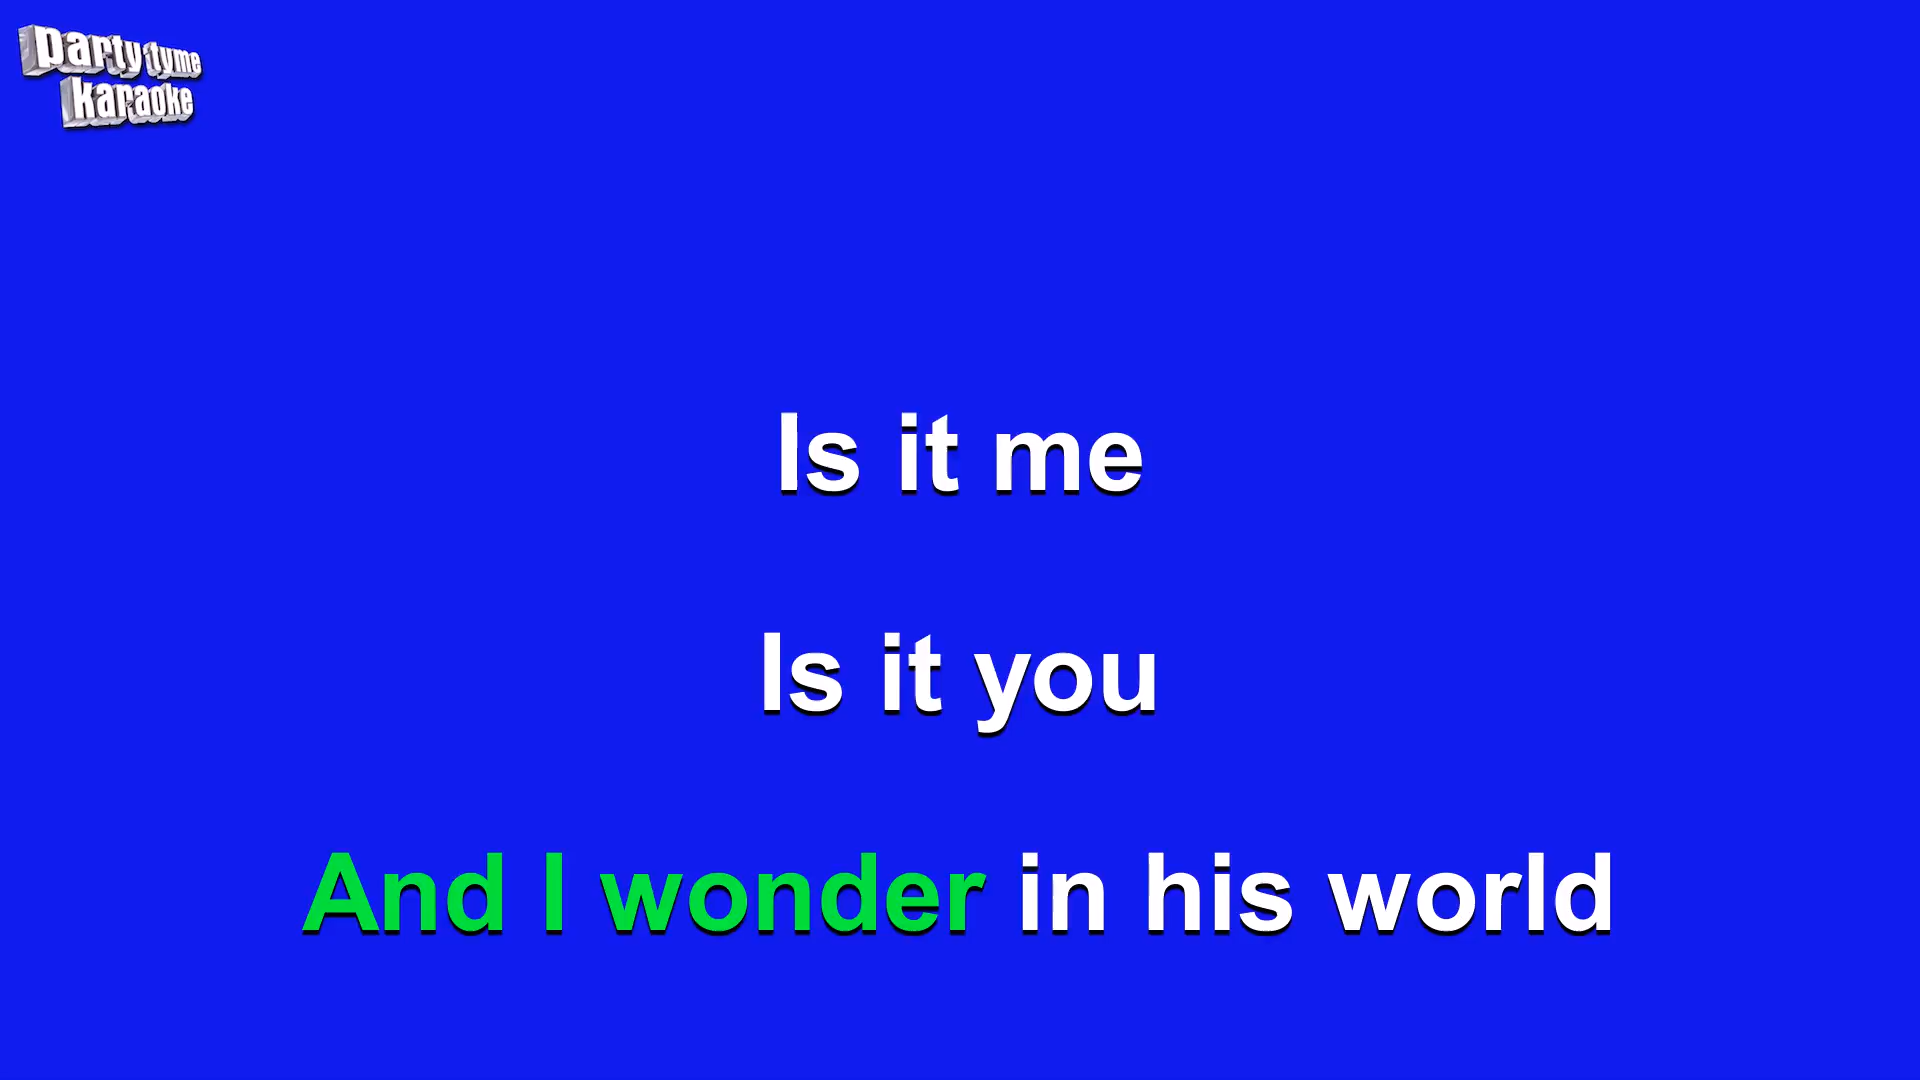 party tyme
karaoke
Is it me
Is it you
And I wonder in his world